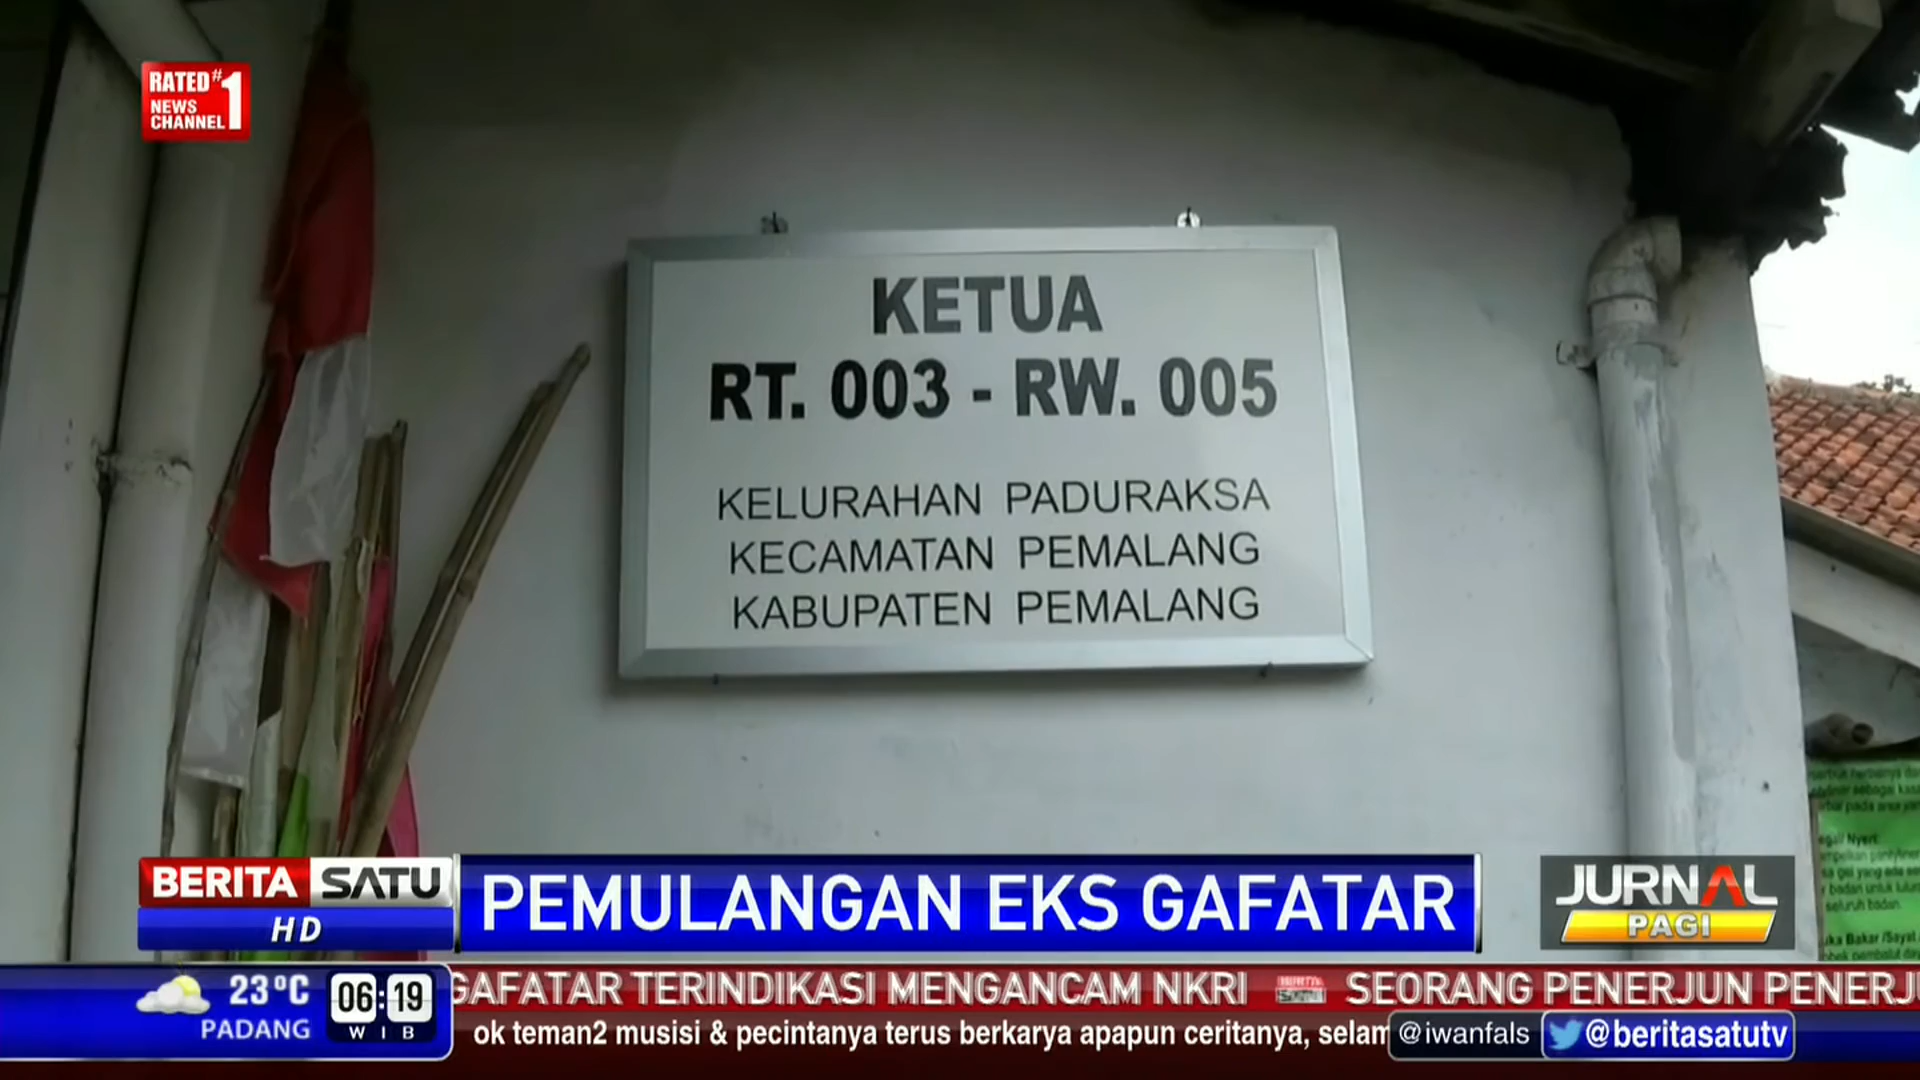 RATED #1
NEWS
CHANNEL
KETUA
RT. 003 - RW. 005
KELURAHAN PADURAKSA
KECAMATAN PEMALANG
KABUPATEN PEMALANG
BERITA SATU
HD
PEMULANGAN EKS GAFATAR
JURNAL
PAGI
23°C
PADANG
06:19
WIB
GAFATAR TERINDIKASI MENGANCAM NKRI BERITA SATU SEORANG PENERJUN PENERJU
ok teman2 musisi & pecintanya terus berkarya apapun ceritanya, selam @iwanfals @beritasatutv